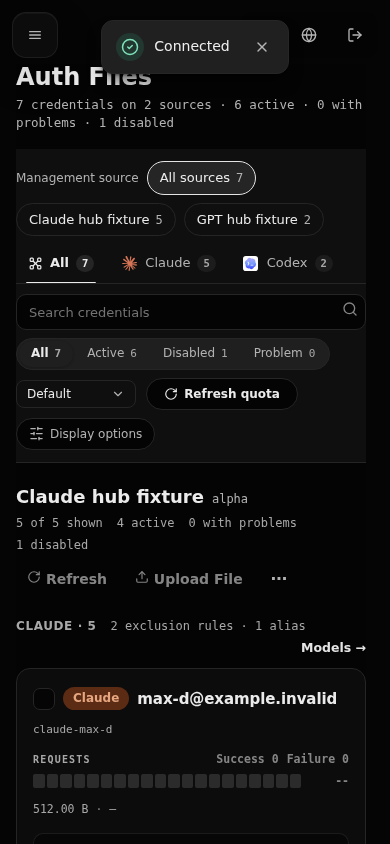 Connected
Auth Files
7 credentials on 2 sources · 6 active · 0 with
problems · 1 disabled
Management source
All sources 7
Claude hub fixture 5
GPT hub fixture 2
All 7
Claude 5
Codex 2
Search credentials
All 7
Active 6
Disabled 1
Problem 0
Default
Refresh quota
Display options
Claude hub fixture alpha
5 of 5 shown 4 active 0 with problems
1 disabled
Refresh
Upload File
···
CLAUDE · 5 2 exclusion rules · 1 alias
Models →
Claude
max-d@example.invalid
claude-max-d
REQUESTS
Success 0 Failure 0
--
512.00 B · —